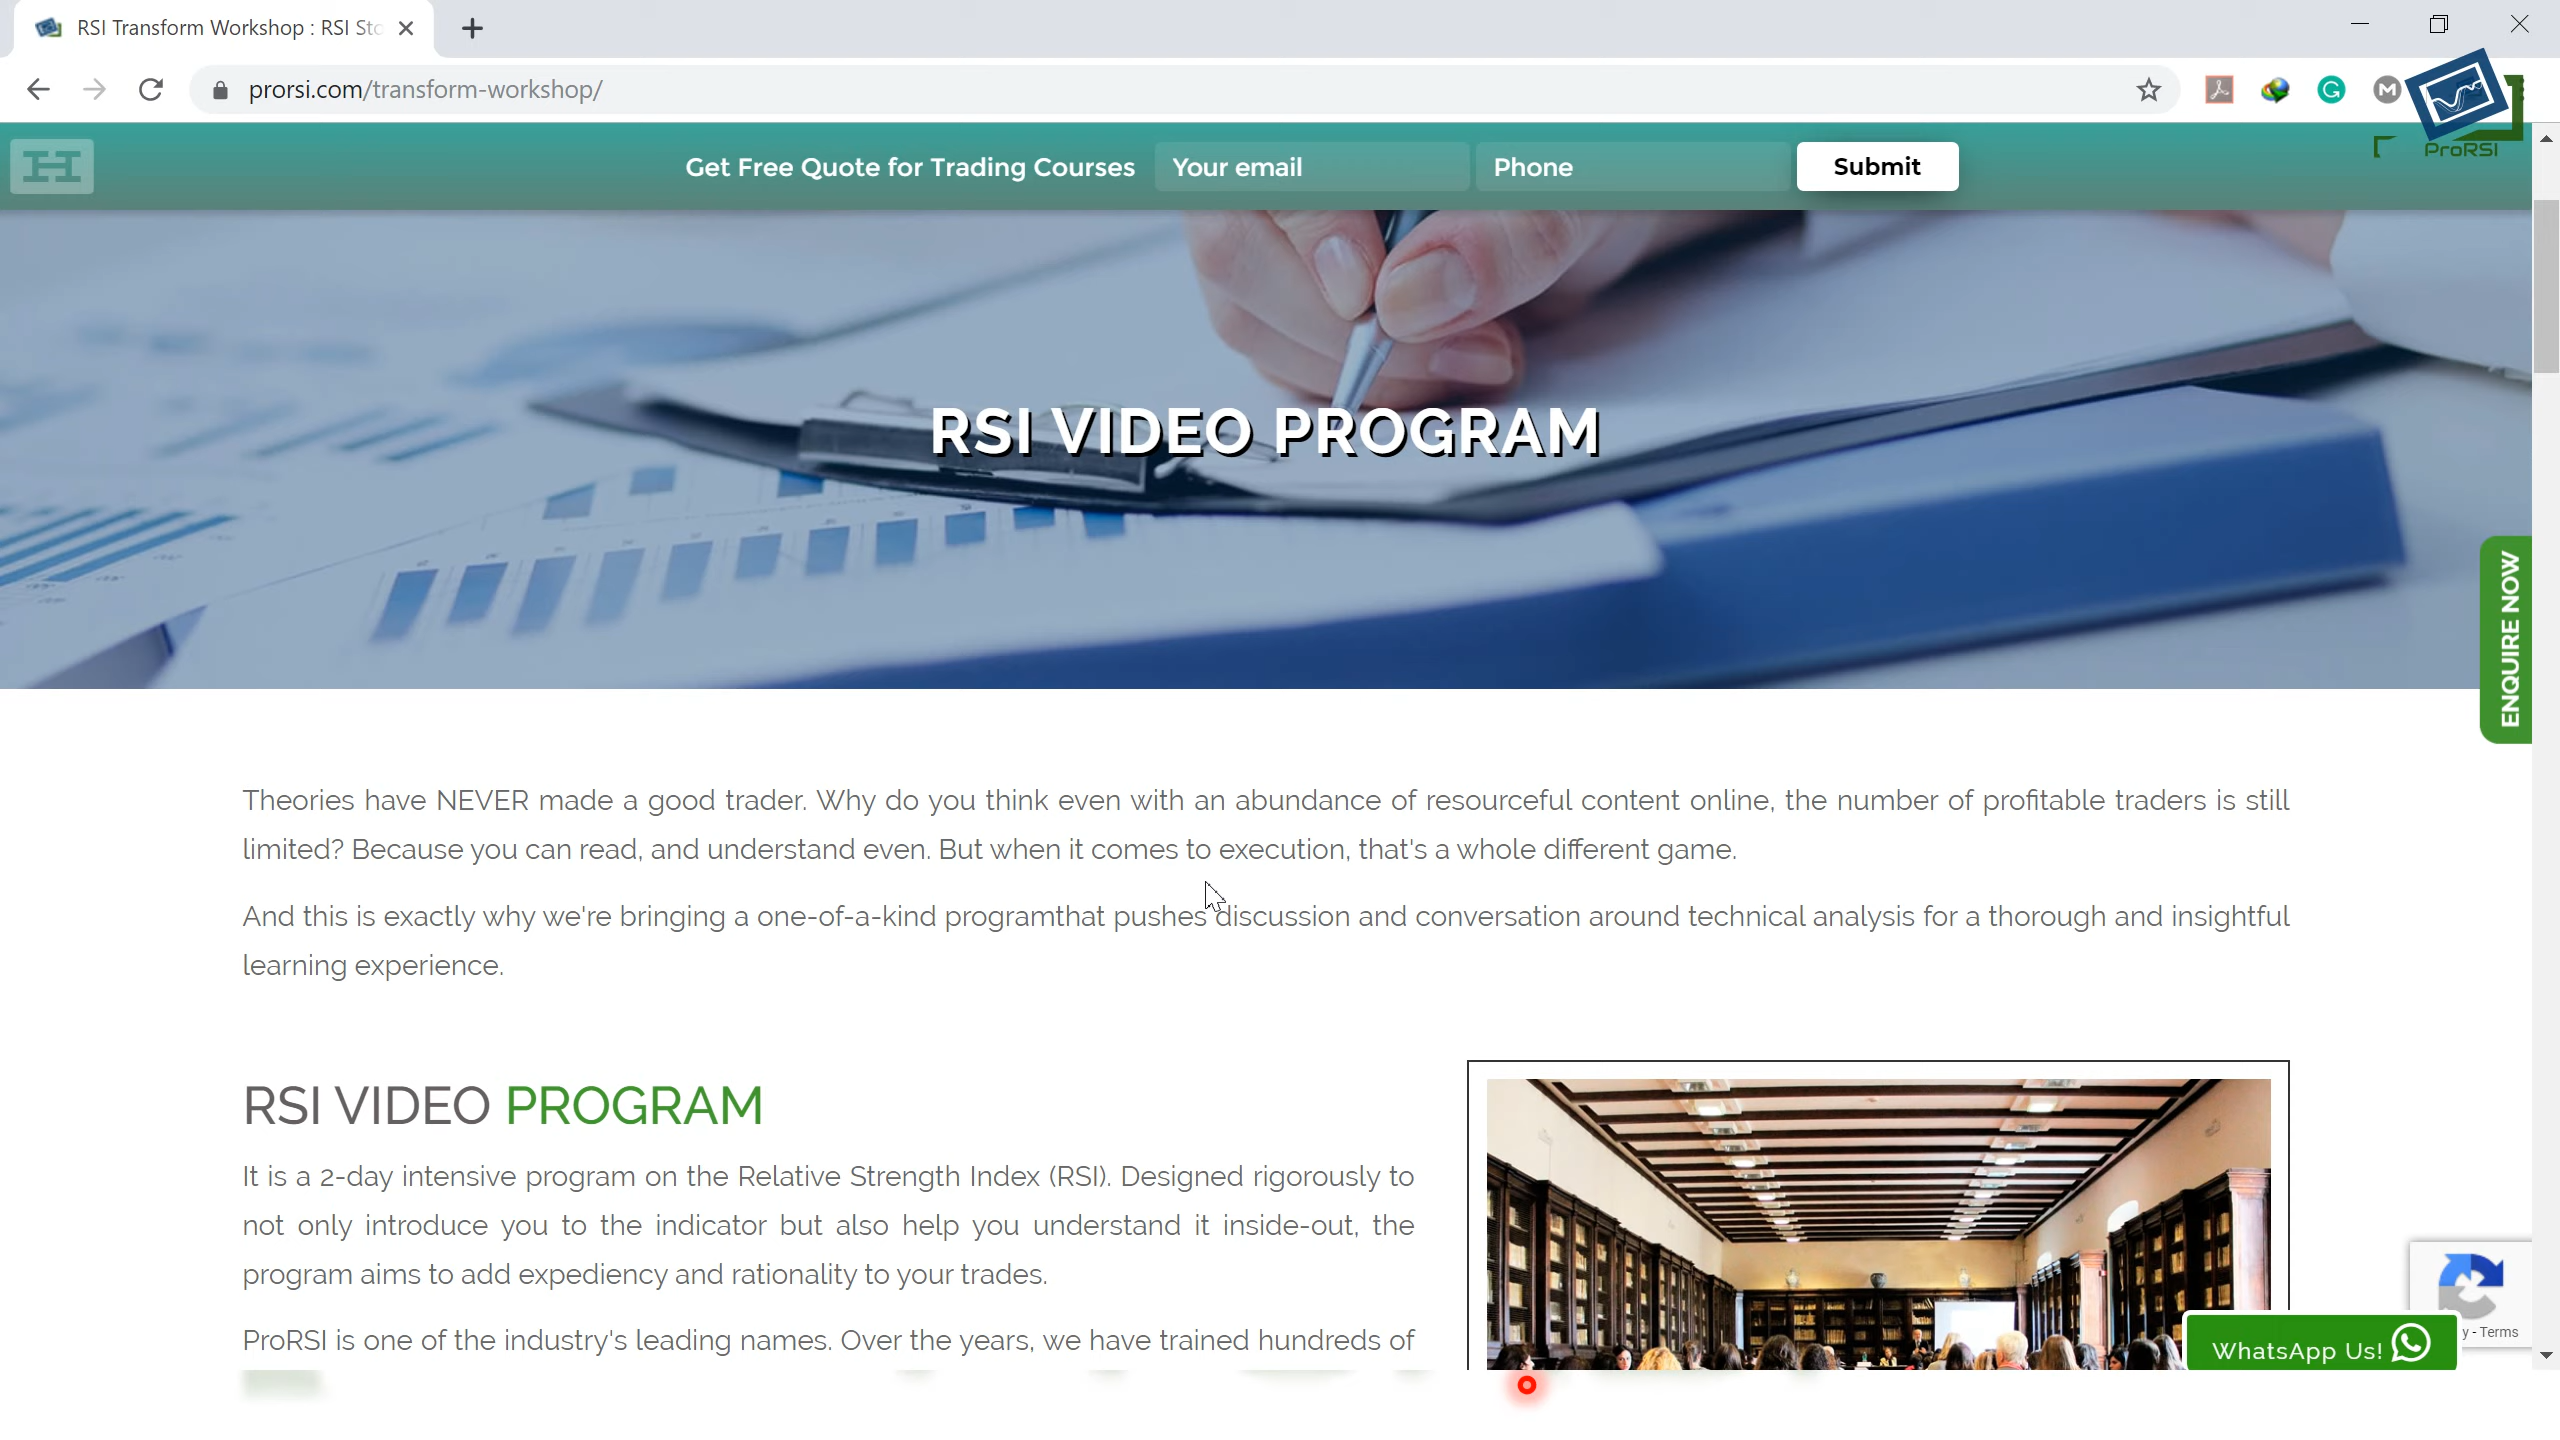 RSI Transform Workshop : RSI Sto
prorsi.com/transform-workshop/
ProRSI
Get Free Quote for Trading Courses Your email Phone Submit
RSI VIDEO PROGRAM
ENQUIRE NOW
Theories have NEVER made a good trader. Why do you think even with an abundance of resourceful content online, the number of profitable traders is still
limited? Because you can read, and understand even. But when it comes to execution, that's a whole different game.
And this is exactly why we're bringing a one-of-a-kind programthat pushes discussion and conversation around technical analysis for a thorough and insightful
learning experience.
RSI VIDEO PROGRAM
It is a 2-day intensive program on the Relative Strength Index (RSI). Designed rigorously to
not only introduce you to the indicator but also help you understand it inside-out, the
program aims to add expediency and rationality to your trades.
ProRSI is one of the industry's leading names. Over the years, we have trained hundreds of
y - Terms
WhatsApp Us!